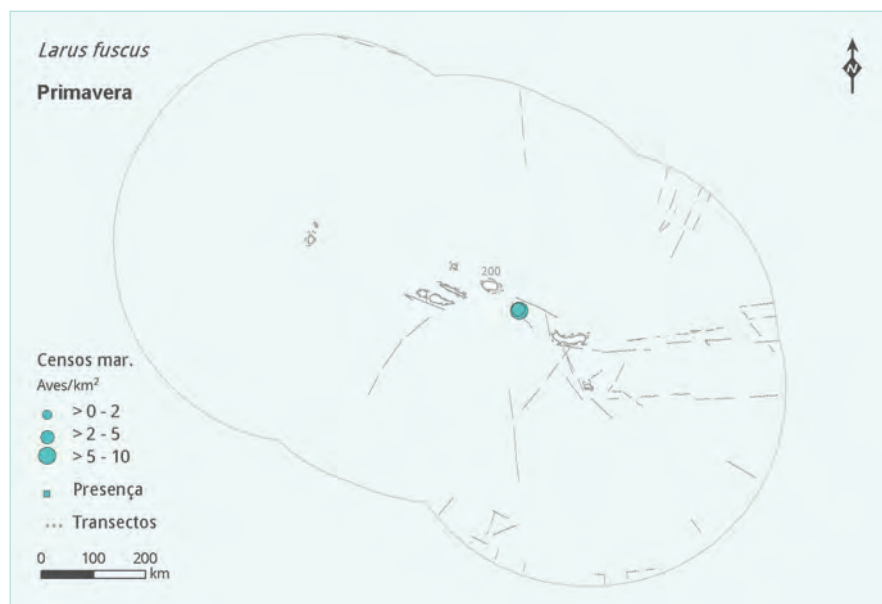 Larus fuscus
Primavera
N
200
Censos mar.
Aves/km²
> 0 - 2
> 2 - 5
> 5 - 10
Presença
Transectos
0 100 200
km